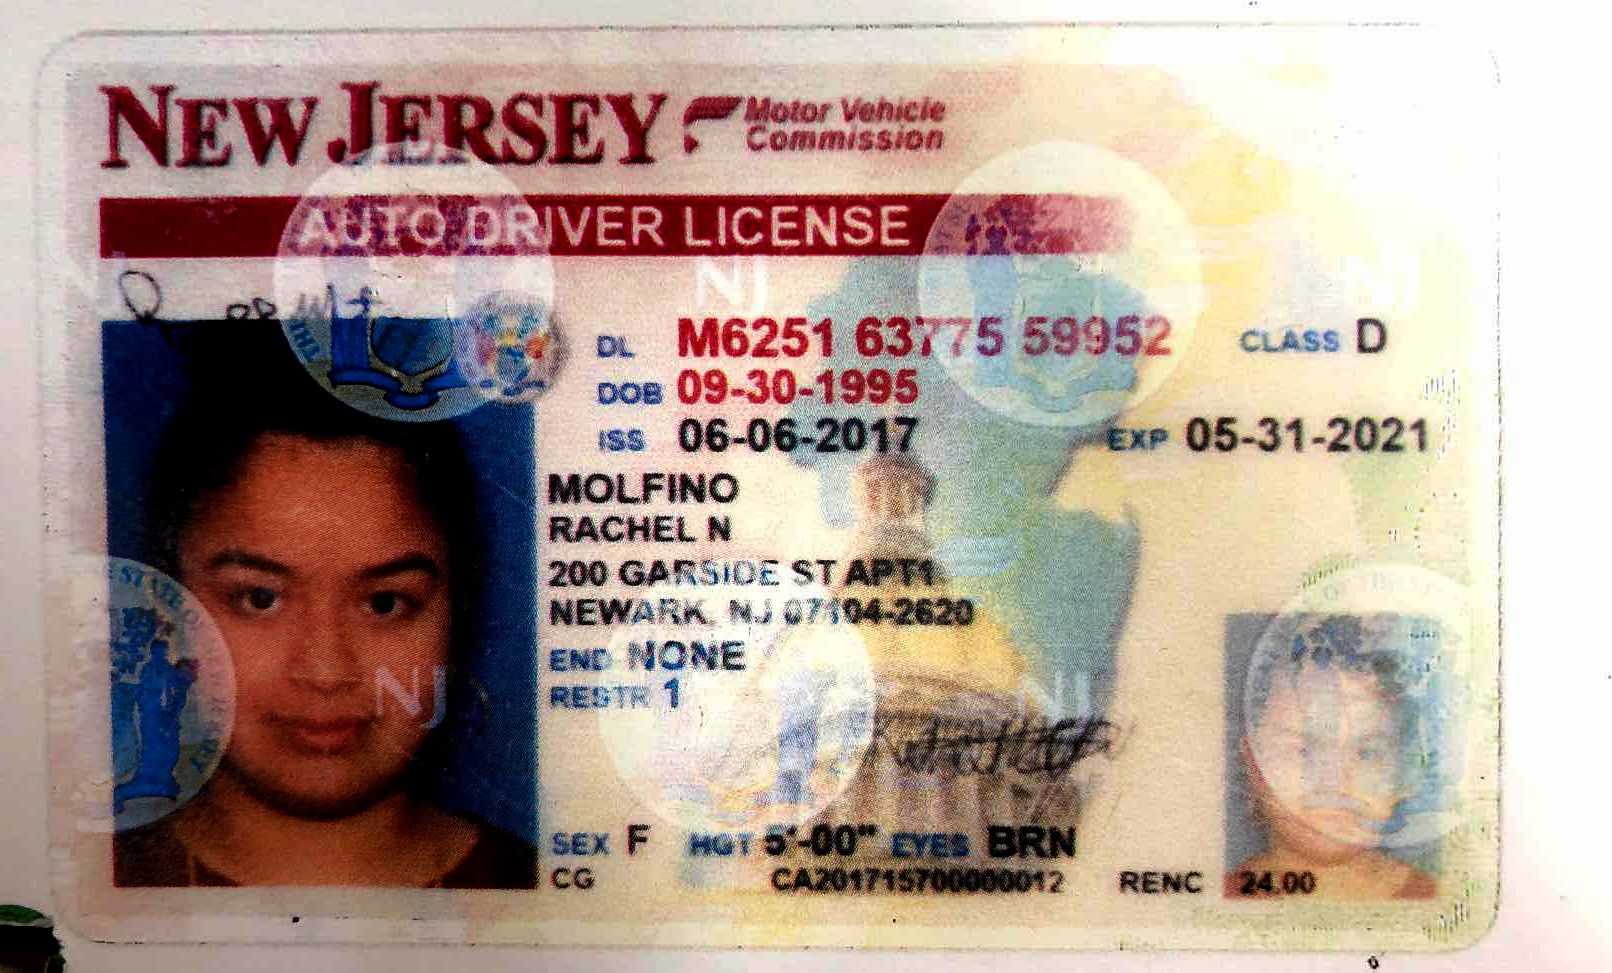 NEW JERSEY Motor Vehicle Commission
AUTO DRIVER LICENSE
NJ
DL M6251 63775 59952 CLASS D
DOB 09-30-1995
ISS 06-06-2017 EXP 05-31-2021
MOLFINO
RACHEL N
200 GARSIDE ST APT1
NEWARK, NJ 07104-2620
END NONE
RESTR 1
SEX F HGT 5'-00" EYES BRN
CG CA201715700000012 RENC 24.00